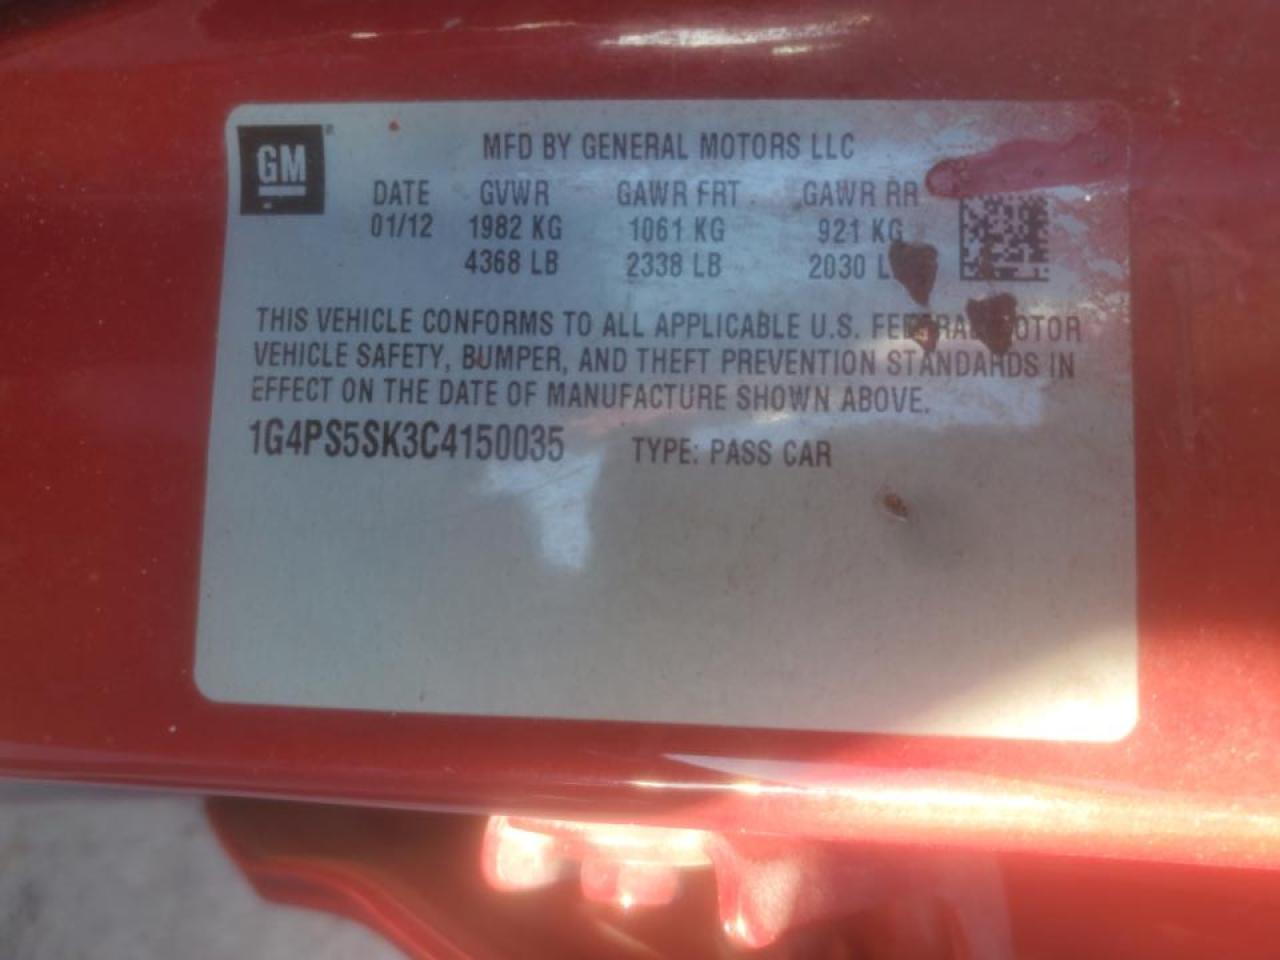 GM
MFD BY GENERAL MOTORS LLC
DATE GVWR GAWR FRT GAWR RR
01/12 1982 KG 1061 KG 921 KG
4368 LB 2338 LB 2030 L
THIS VEHICLE CONFORMS TO ALL APPLICABLE U.S. FEDERAL MOTOR
VEHICLE SAFETY, BUMPER, AND THEFT PREVENTION STANDARDS IN
EFFECT ON THE DATE OF MANUFACTURE SHOWN ABOVE.
1G4PS5SK3C4150035 TYPE: PASS CAR